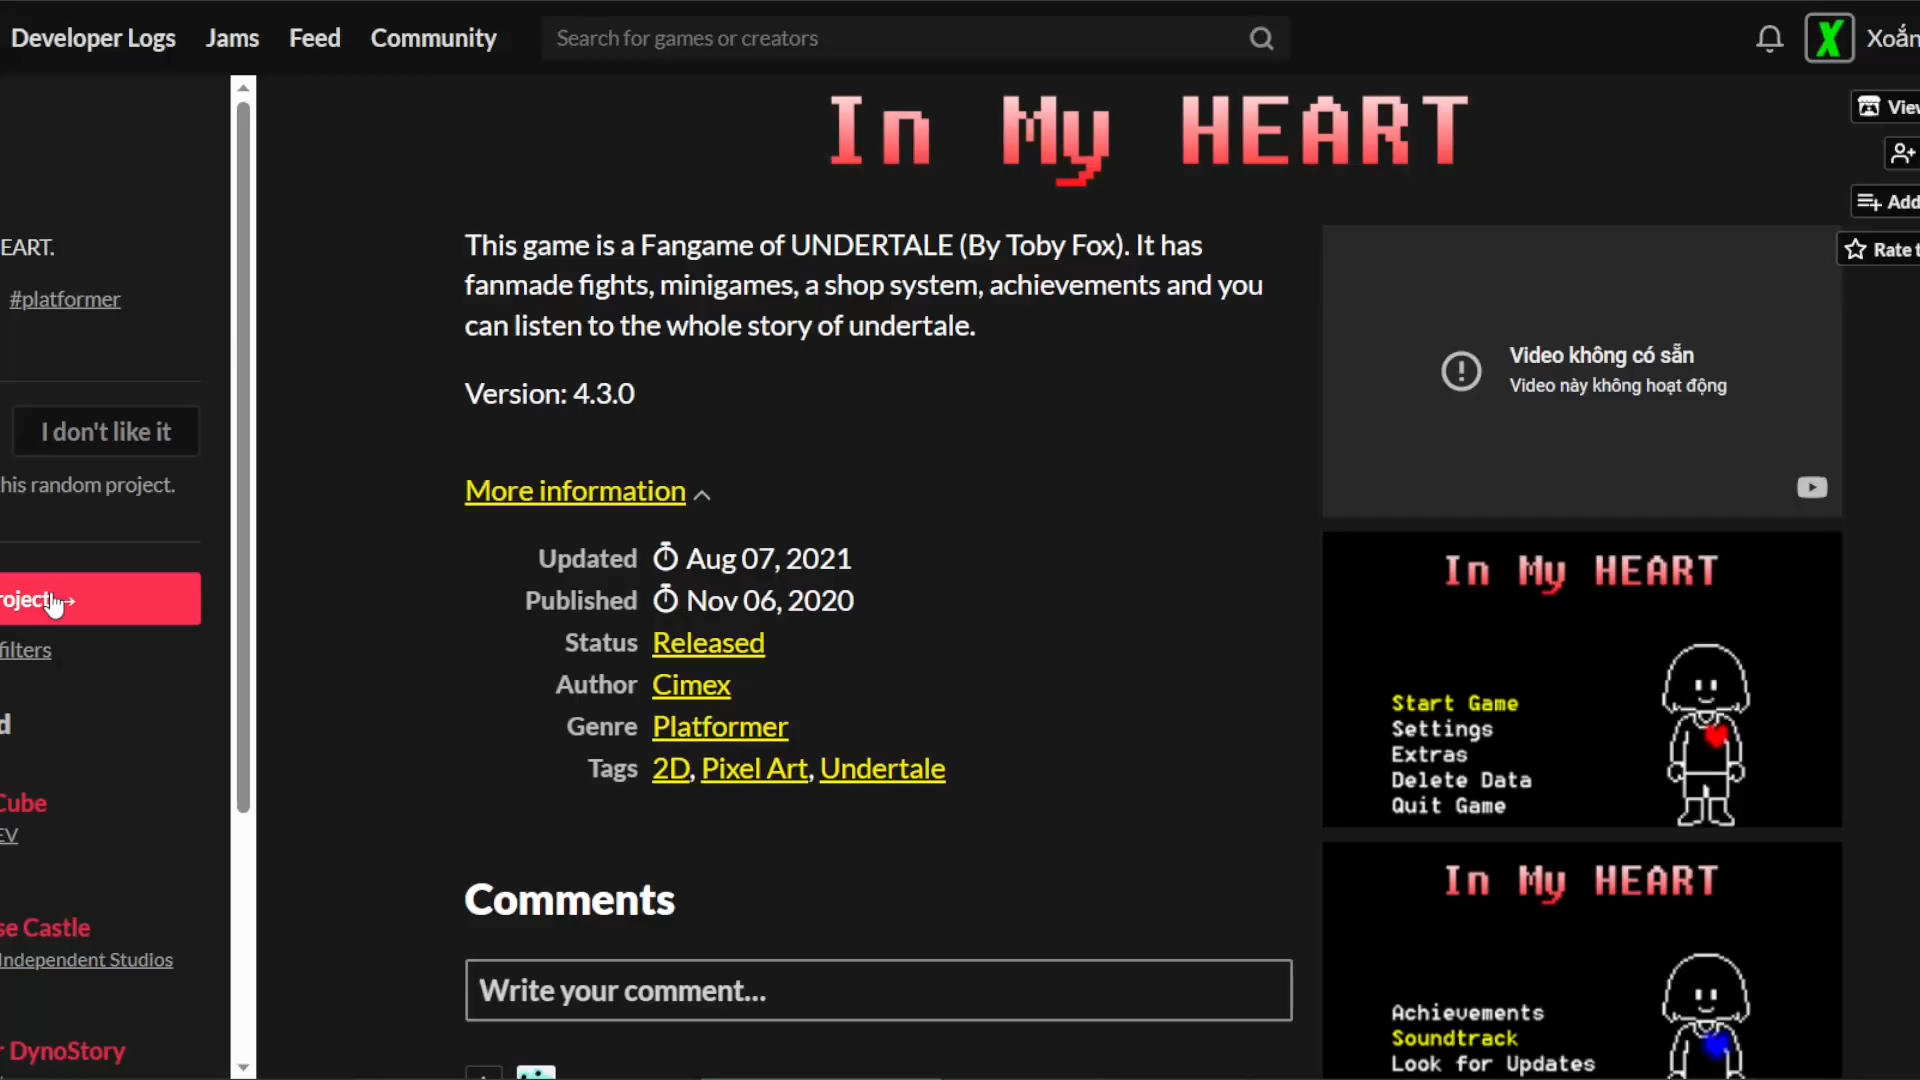 Developer Logs Jams Feed Community Search for games or creators Xoắn
In My HEART
View
Add
Rate t
EART.
#platformer
I don't like it
his random project.
roject →
filters
d
Cube
EV
se Castle
Independent Studios
r DynoStory
This game is a Fangame of UNDERTALE (By Toby Fox). It has
fanmade fights, minigames, a shop system, achievements and you
can listen to the whole story of undertale.
Version: 4.3.0
More information
Updated Aug 07, 2021
Published Nov 06, 2020
Status Released
Author Cimex
Genre Platformer
Tags 2D, Pixel Art, Undertale
Comments
Write your comment...
Video không có sẵn
Video này không hoạt động
In My HEART
Start Game
Settings
Extras
Delete Data
Quit Game
In My HEART
Achievements
Soundtrack
Look for Updates